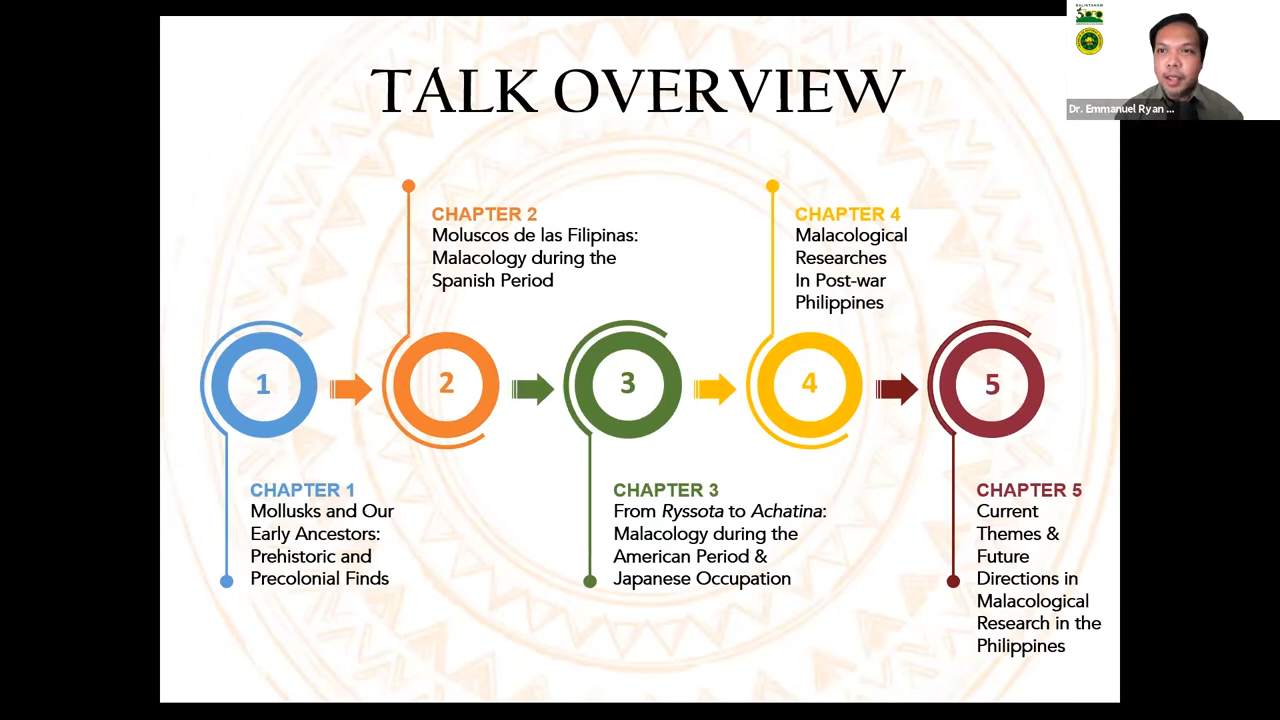 TALK OVERVIEW
Dr. Emmanuel Ryan ...
CHAPTER 1
Mollusks and Our
Early Ancestors:
Prehistoric and
Precolonial Finds
CHAPTER 2
Moluscos de las Filipinas:
Malacology during the
Spanish Period
CHAPTER 3
From Ryssota to Achatina:
Malacology during the
American Period &
Japanese Occupation
CHAPTER 4
Malacological
Researches
In Post-war
Philippines
CHAPTER 5
Current
Themes &
Future
Directions in
Malacological
Research in the
Philippines
1
2
3
4
5